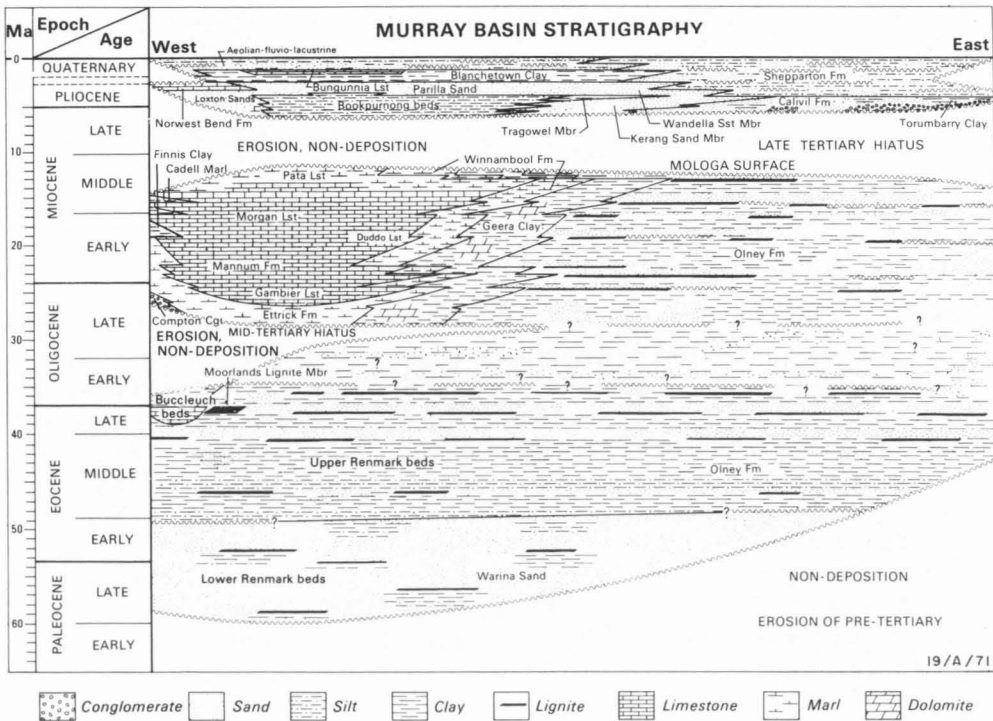 MURRAY BASIN STRATIGRAPHY
Ma
Epoch
Age
West
East
0
10
20
30
40
50
60
QUATERNARY
PLIOCENE
MIOCENE
LATE
MIDDLE
EARLY
OLIGOCENE
LATE
EARLY
EOCENE
LATE
MIDDLE
EARLY
PALEOCENE
LATE
EARLY
Aeolian-fluvio-lacustrine
Blanchetown Clay
Shepparton Fm
Bungunnia Lst
Parilla Sand
Loxton Sands
Bookpurnong beds
Calivil Fm
Norwest Bend Fm
Tragowel Mbr
Wandella Sst Mbr
Kerang Sand Mbr
Torumbarry Clay
EROSION, NON-DEPOSITION
LATE TERTIARY HIATUS
Finnis Clay
Cadell Marl
Winnambool Fm
MOLOGA SURFACE
Pata Lst
Morgan Lst
Geera Clay
Duddo Lst
Olney Fm
Mannum Fm
Gambier Lst
Ettrick Fm
Compton Cgl
MID-TERTIARY HIATUS
EROSION,
NON-DEPOSITION
? ? ?
?
Moorlands Lignite Mbr
? ? ? ? ?
Buccleuch
beds
Upper Renmark beds
Olney Fm
? ?
Lower Renmark beds
Warina Sand
NON-DEPOSITION
EROSION OF PRE-TERTIARY
19/A/71
Conglomerate Sand Silt Clay Lignite Limestone Marl Dolomite